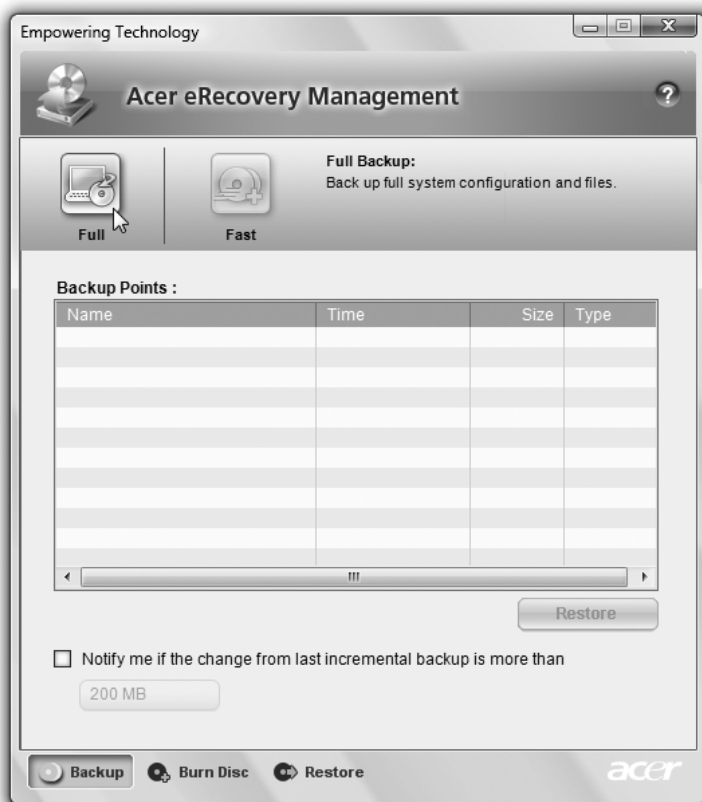 Empowering Technology
Acer eRecovery Management
?
Full Backup:
Back up full system configuration and files.
Full
Fast
Backup Points :
Name Time Size Type
Restore
Notify me if the change from last incremental backup is more than
200 MB
Backup Burn Disc Restore
acer